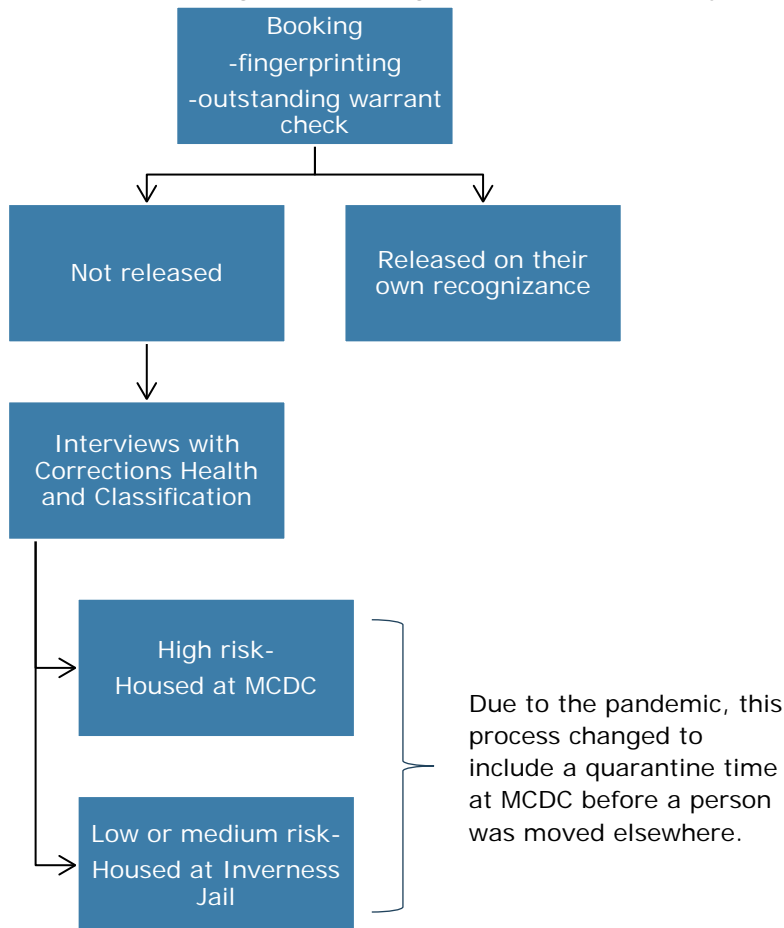 Booking
-fingerprinting
-outstanding warrant
check
Not released
Released on their
own recognizance
Interviews with
Corrections Health
and Classification
High risk-
Housed at MCDC
Due to the pandemic, this
process changed to
include a quarantine time
at MCDC before a person
was moved elsewhere.
Low or medium risk-
Housed at Inverness
Jail